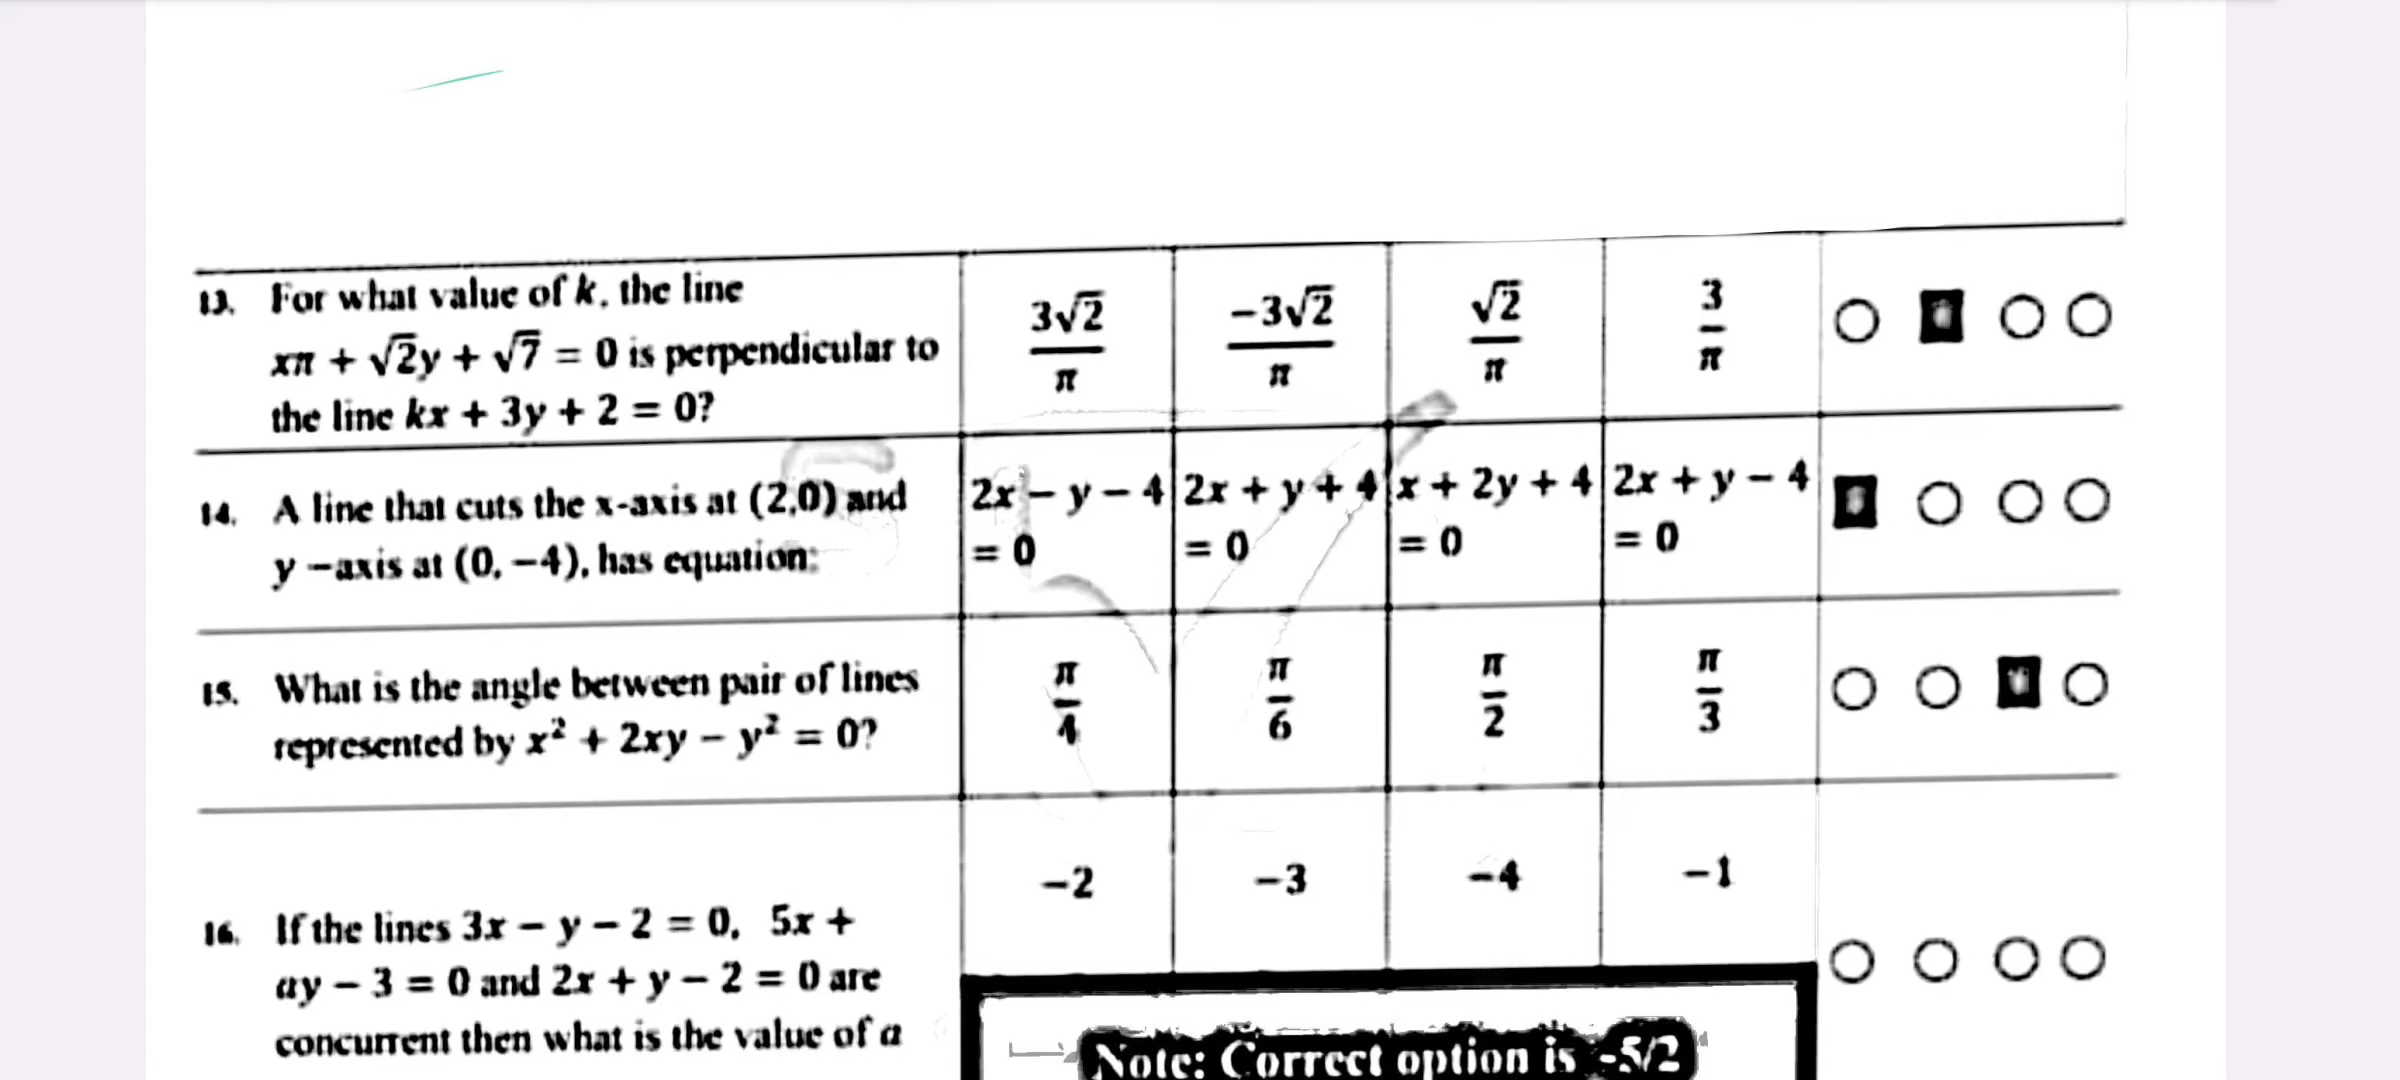 13. For what value of k, the line
xπ + √2y + √7 = 0 is perpendicular to
the line kx + 3y + 2 = 0?
3√2/π
−3√2/π
√2/π
3/π
14. A line that cuts the x-axis at (2,0) and
y −axis at (0, −4), has equation:
2x − y − 4
= 0
2x + y + 4
= 0
x + 2y + 4
= 0
2x + y − 4
= 0
15. What is the angle between pair of lines
represented by x² + 2xy − y² = 0?
π/4
π/6
π/2
π/3
16. If the lines 3x − y − 2 = 0, 5x +
ay − 3 = 0 and 2x + y − 2 = 0 are
concurrent then what is the value of a
−2
−3
−4
−1
Note: Correct option is -5/2